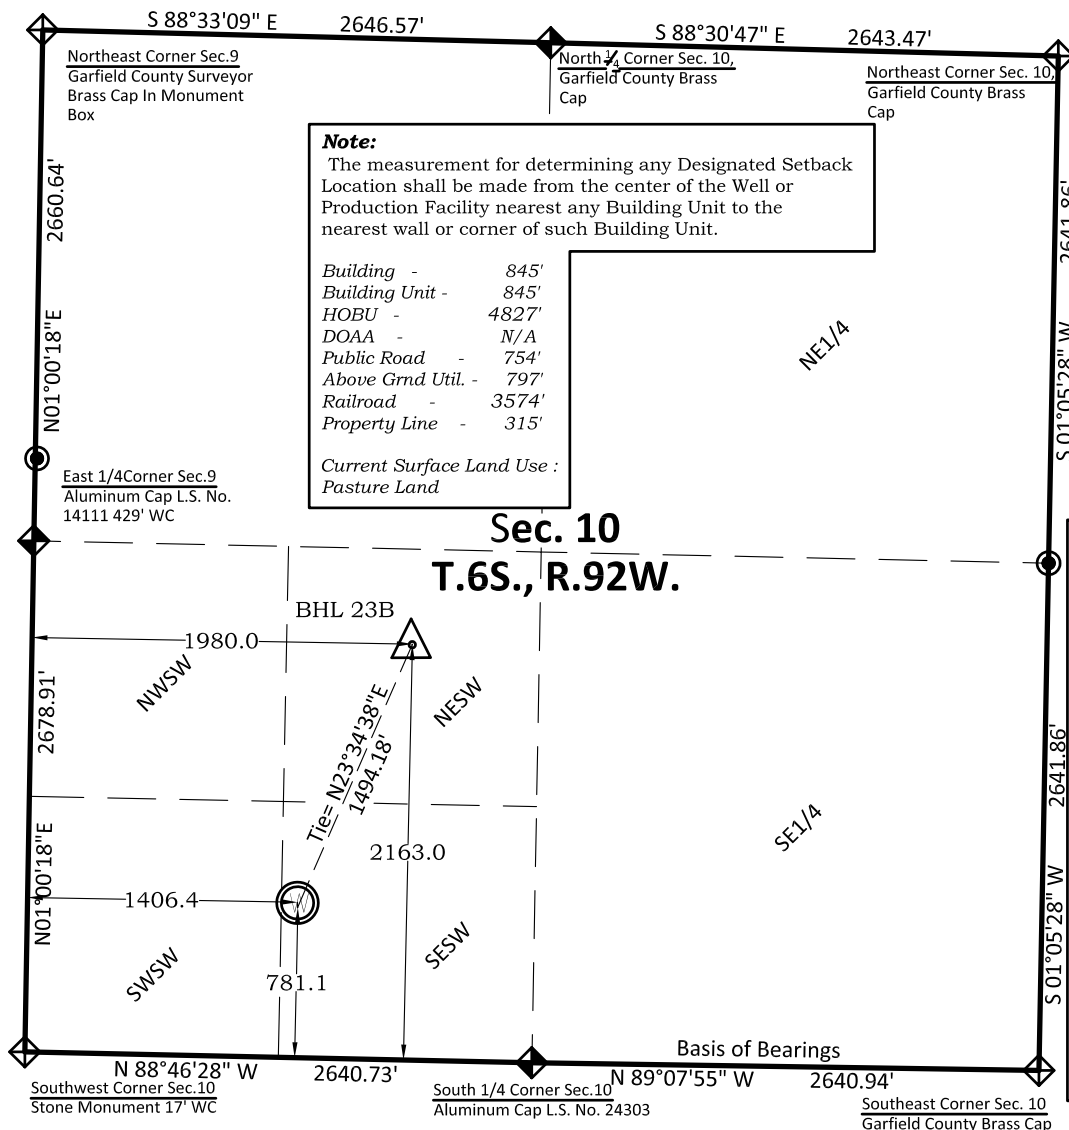 S 88°33'09" E 2646.57'
S 88°30'47" E 2643.47'
Northeast Corner Sec.9
Garfield County Surveyor
Brass Cap In Monument
Box
North 1/4 Corner Sec. 10,
Garfield County Brass
Cap
Northeast Corner Sec. 10,
Garfield County Brass
Cap
Note:
The measurement for determining any Designated Setback
Location shall be made from the center of the Well or
Production Facility nearest any Building Unit to the
nearest wall or corner of such Building Unit.
Building - 845'
Building Unit - 845'
HOBU - 4827'
DOAA - N/A
Public Road - 754'
Above Grnd Util. - 797'
Railroad - 3574'
Property Line - 315'
Current Surface Land Use :
Pasture Land
N01°00'18"E 2660.64'
S 01°05'28" W 2641.86'
NE1/4
East 1/4Corner Sec.9
Aluminum Cap L.S. No.
14111 429' WC
Sec. 10
T.6S., R.92W.
BHL 23B
1980.0
NWSW
NESW
Tie= N23°34'38"E
1494.18'
2163.0
N01°00'18"E 2678.91'
S 01°05'28" W 2641.86'
SE1/4
1406.4
SWSW
SESW
781.1
Basis of Bearings
N 88°46'28" W 2640.73'
N 89°07'55" W 2640.94'
Southwest Corner Sec.10
Stone Monument 17' WC
South 1/4 Corner Sec.10
Aluminum Cap L.S. No. 24303
Southeast Corner Sec. 10
Garfield County Brass Cap